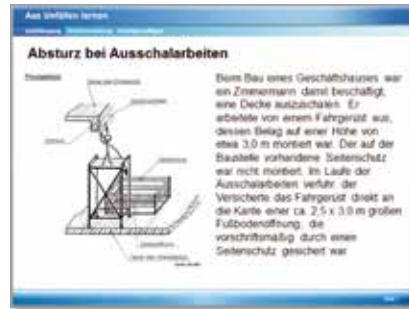 Aus Unfällen lernen
Absturz bei Ausschalarbeiten
Beim Bau eines Geschäftshauses war
ein Zimmermann damit beschäftigt,
eine Decke auszuschalen. Er
arbeitete von einem Fahrgerüst aus,
dessen Belag auf einer Höhe von
etwa 3,0 m montiert war. Der auf der
Baustelle vorhandene Seitenschutz
war nicht montiert. Im Laufe der
Ausschalarbeiten verfuhr der
Versicherte das Fahrgerüst direkt an
die Kante einer ca. 2,5 x 3,0 m großen
Fußbodenöffnung, die
vorschriftsmäßig durch einen
Seitenschutz gesichert war